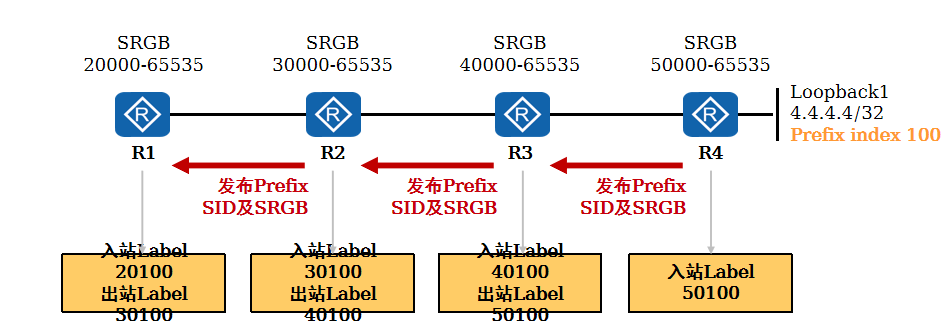 SRGB
20000-65535
SRGB
30000-65535
SRGB
40000-65535
SRGB
50000-65535
Loopback1
4.4.4.4/32
Prefix index 100
R
R
R
R
R1
R2
R3
R4
发布Prefix
SID及SRGB
发布Prefix
SID及SRGB
发布Prefix
SID及SRGB
入站Label
20100
出站Label
30100
入站Label
30100
出站Label
40100
入站Label
40100
出站Label
50100
入站Label
50100